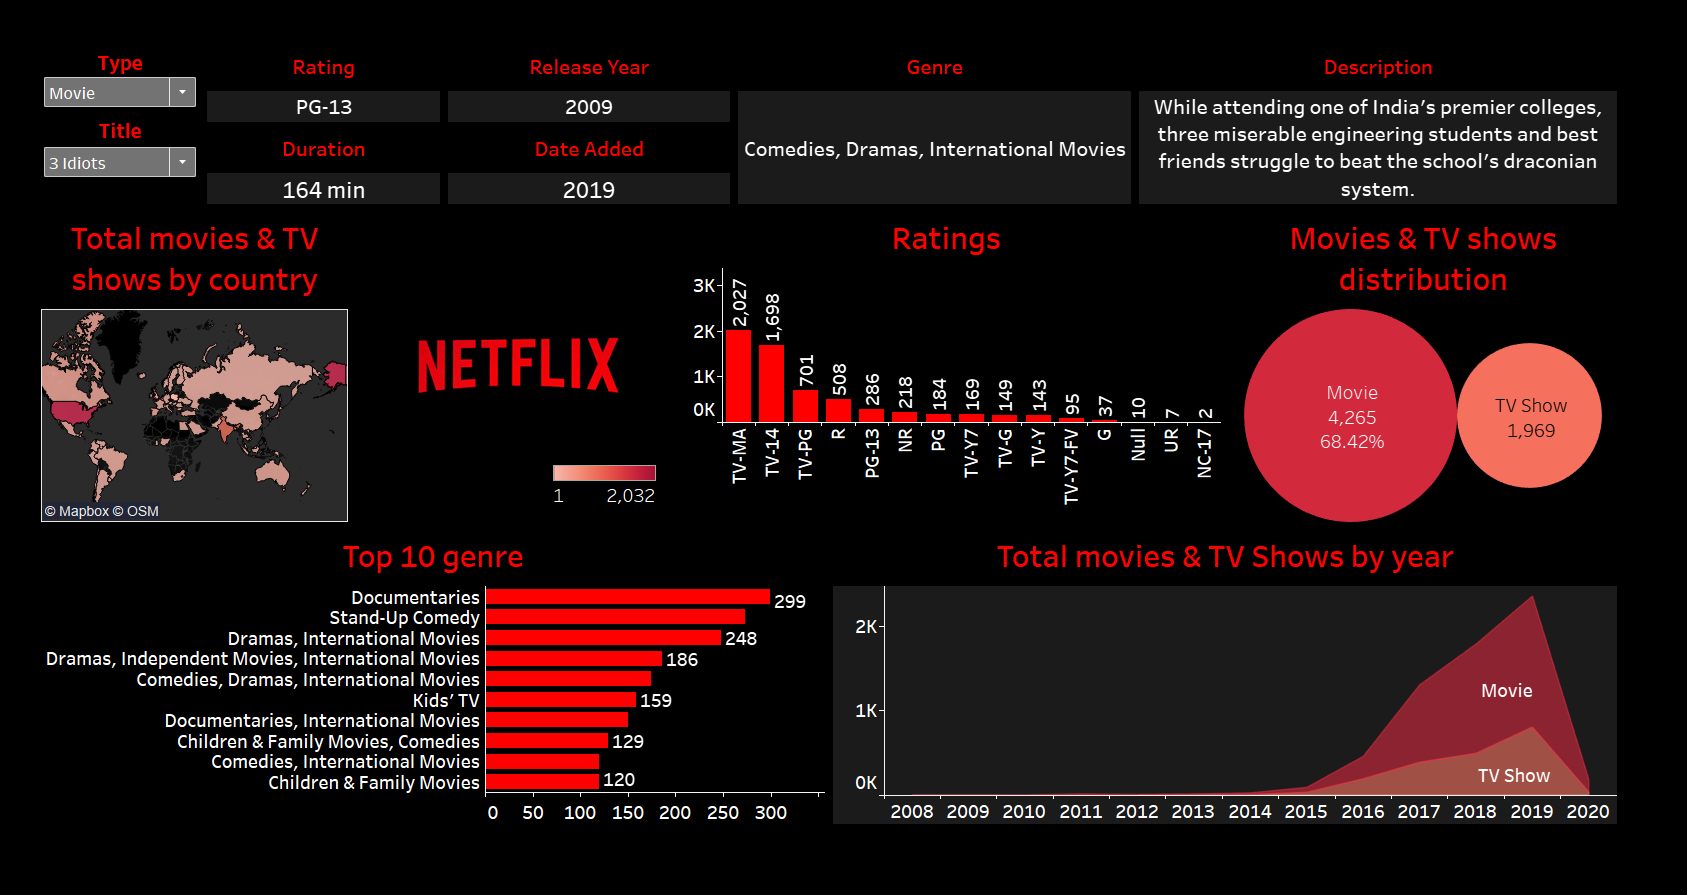 Type
Movie
Title
3 Idiots
Rating
PG-13
Duration
164 min
Release Year
2009
Date Added
2019
Genre
Comedies, Dramas, International Movies
Description
While attending one of India's premier colleges,
three miserable engineering students and best
friends struggle to beat the school's draconian
system.
Total movies & TV
shows by country
© Mapbox © OSM
NETFLIX
1 2,032
Ratings
3K
2K
1K
0K
2,027
1,698
701
508
286
218
184
169
149
143
95
37
10
7
2
TV-MA
TV-14
TV-PG
R
PG-13
NR
PG
TV-Y7
TV-G
TV-Y
TV-Y7-FV
G
Null
UR
NC-17
Movies & TV shows
distribution
Movie
4,265
68.42%
TV Show
1,969
Top 10 genre
Documentaries 299
Stand-Up Comedy
Dramas, International Movies 248
Dramas, Independent Movies, International Movies 186
Comedies, Dramas, International Movies
Kids' TV 159
Documentaries, International Movies
Children & Family Movies, Comedies 129
Comedies, International Movies
Children & Family Movies 120
0 50 100 150 200 250 300
Total movies & TV Shows by year
2K
1K
0K
Movie
TV Show
2008 2009 2010 2011 2012 2013 2014 2015 2016 2017 2018 2019 2020